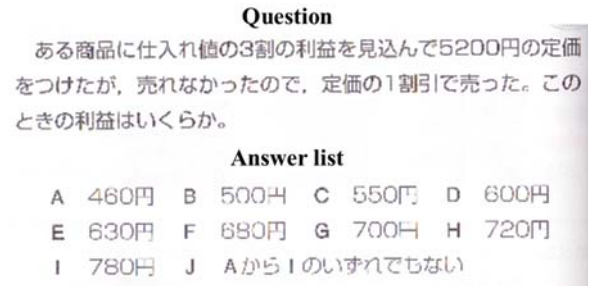 Question
ある商品に仕入れ値の3割の利益を見込んで5200円の定価
をつけたが，売れなかったので，定価の1割引で売った。この
ときの利益はいくらか。
Answer list
A 460円 B 500円 C 550円 D 600円
E 630円 F 680円 G 700円 H 720円
I 780円 J AからIのいずれでもない